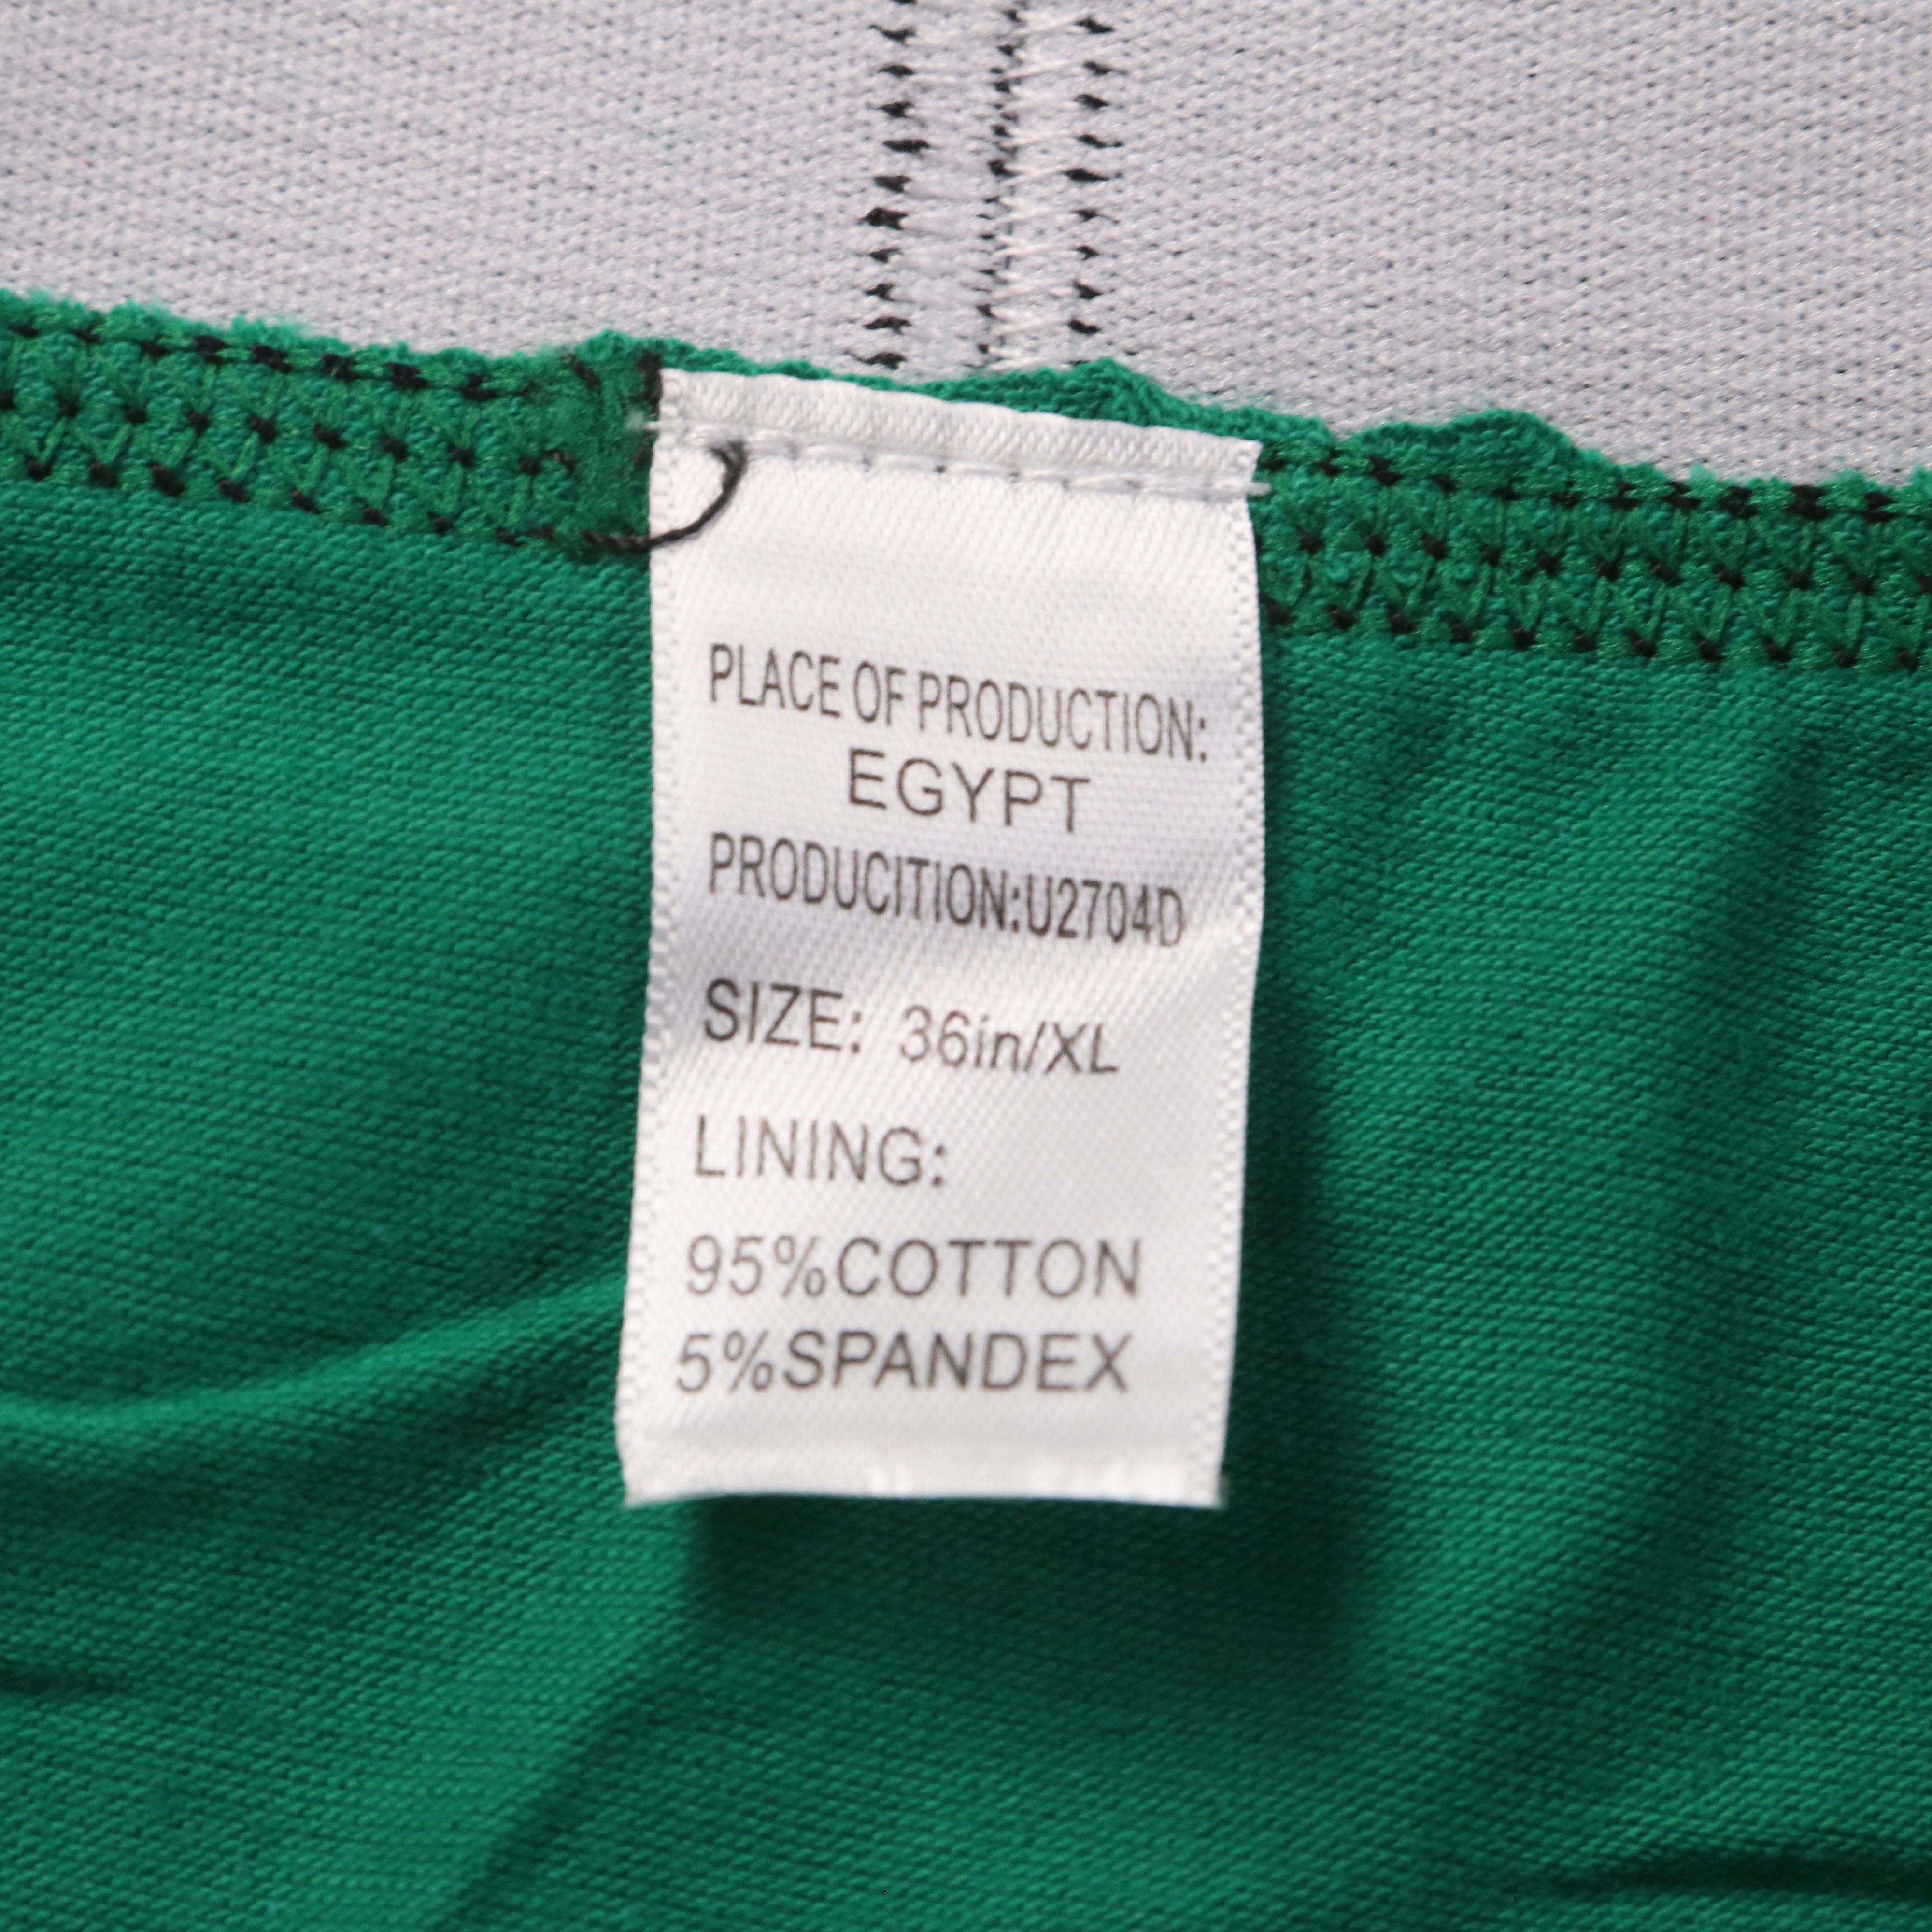 PLACE OF PRODUCTION:
EGYPT
PRODUCITION:U2704D
SIZE: 36in/XL
LINING:
95%COTTON
5%SPANDEX